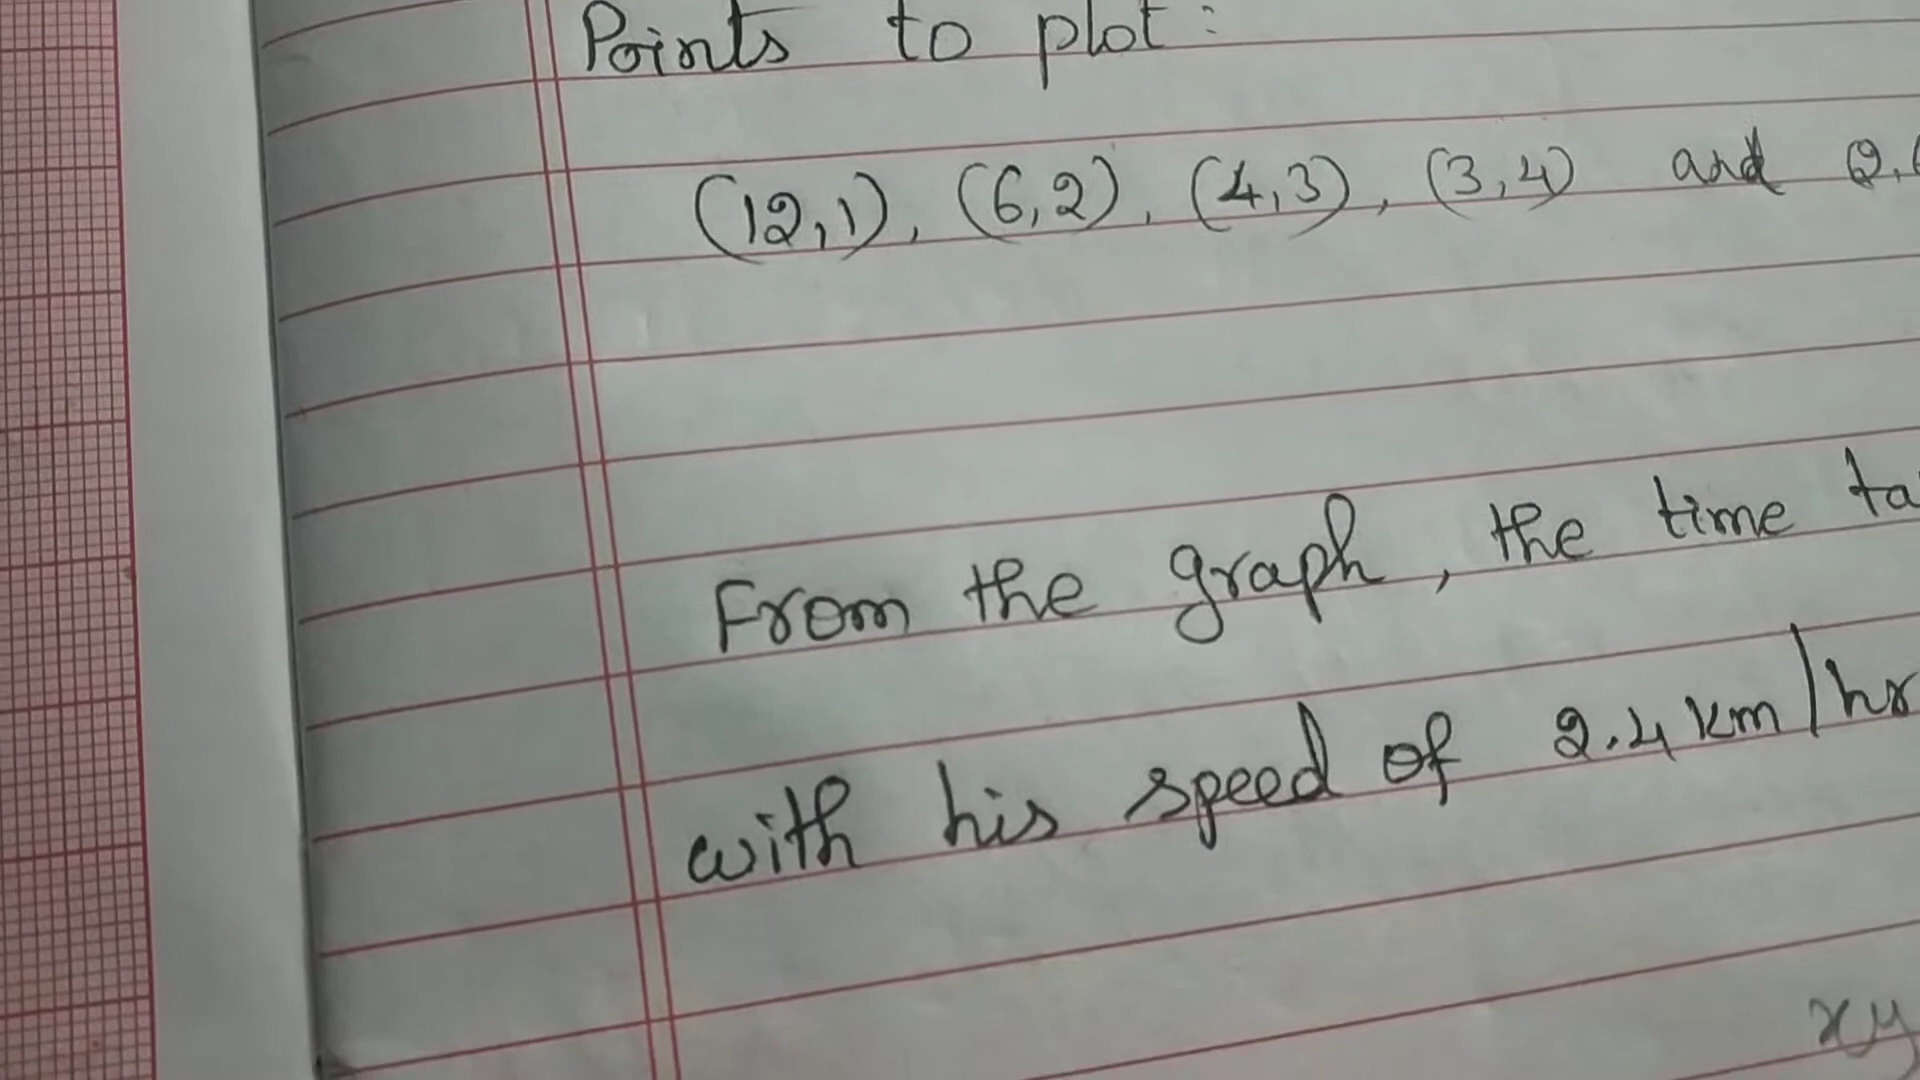 Points to plot:
(12,1), (6,2), (4,3), (3,4) and
From the graph, the time
with his speed of 2.4 km/hr
xy